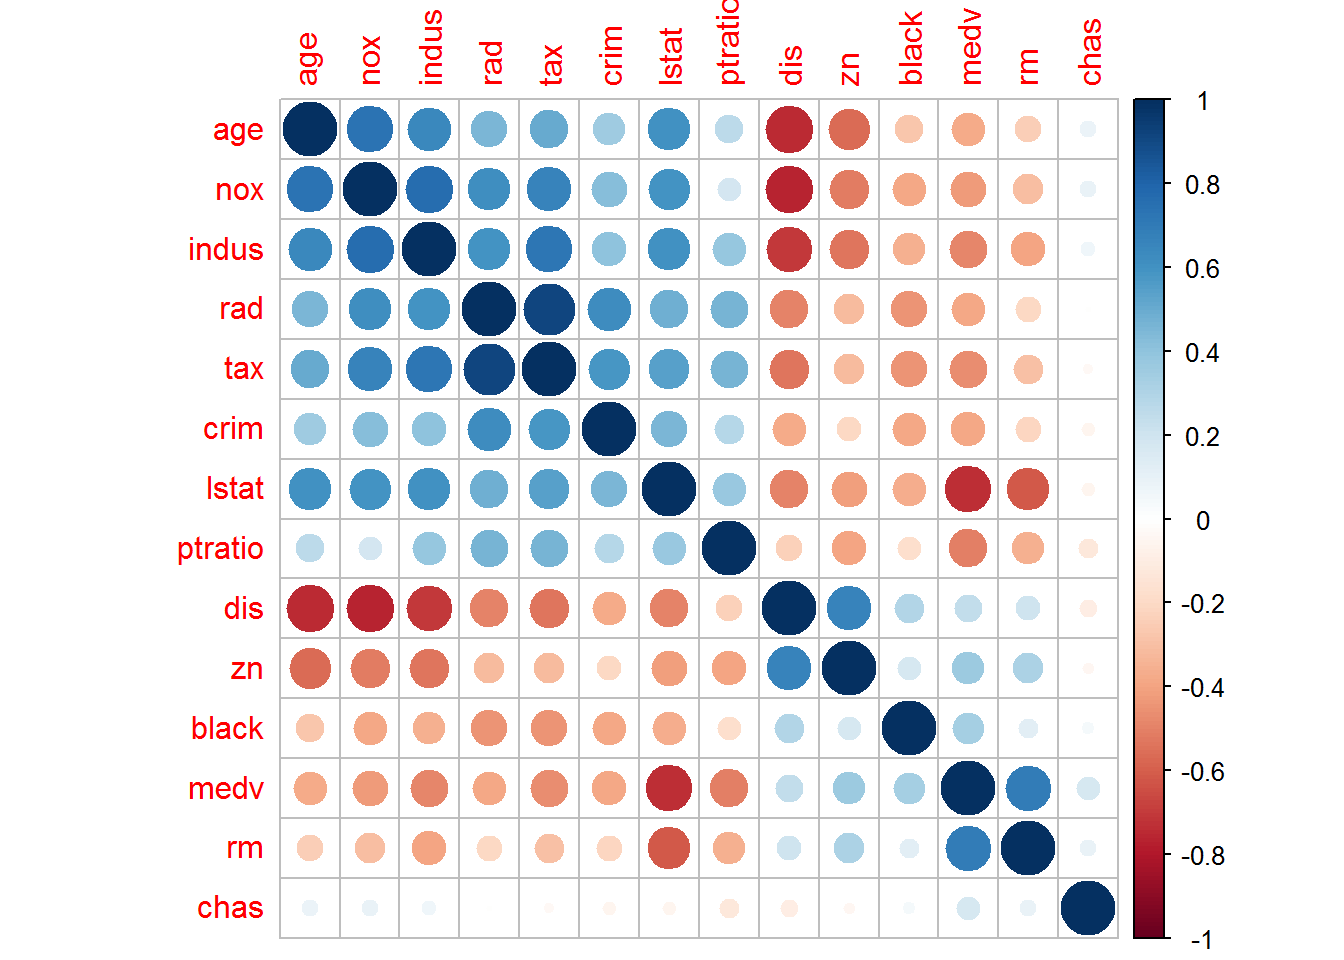 age nox indus rad tax crim lstat ptratio dis zn black medv rm chas
age
nox
indus
rad
tax
crim
lstat
ptratio
dis
zn
black
medv
rm
chas
1
0.8
0.6
0.4
0.2
0
-0.2
-0.4
-0.6
-0.8
-1